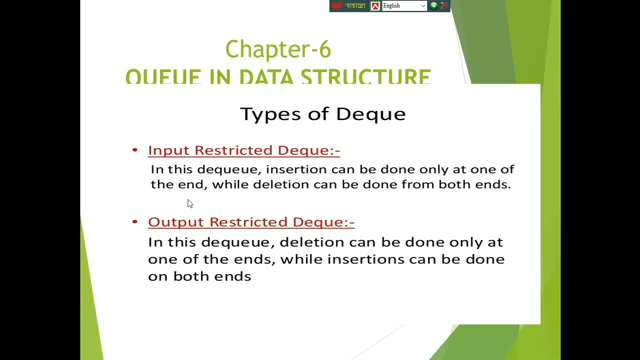 English
Chapter-6
QUEUE IN DATA STRUCTURE
Types of Deque
• Input Restricted Deque:-
In this dequeue, insertion can be done only at one of
the end, while deletion can be done from both ends.
• Output Restricted Deque:-
In this dequeue, deletion can be done only at
one of the ends, while insertions can be done
on both ends